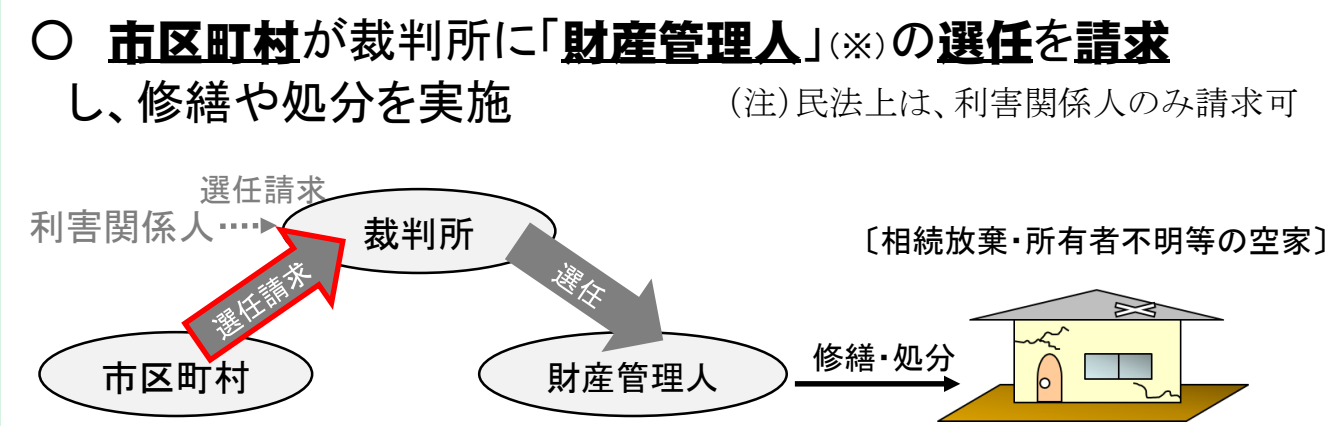 ○ 市区町村が裁判所に「財産管理人」(※)の選任を請求
し、修繕や処分を実施
(注)民法上は、利害関係人のみ請求可
選任請求
利害関係人
裁判所
〔相続放棄・所有者不明等の空家〕
選任請求
選任
市区町村
財産管理人
修繕・処分